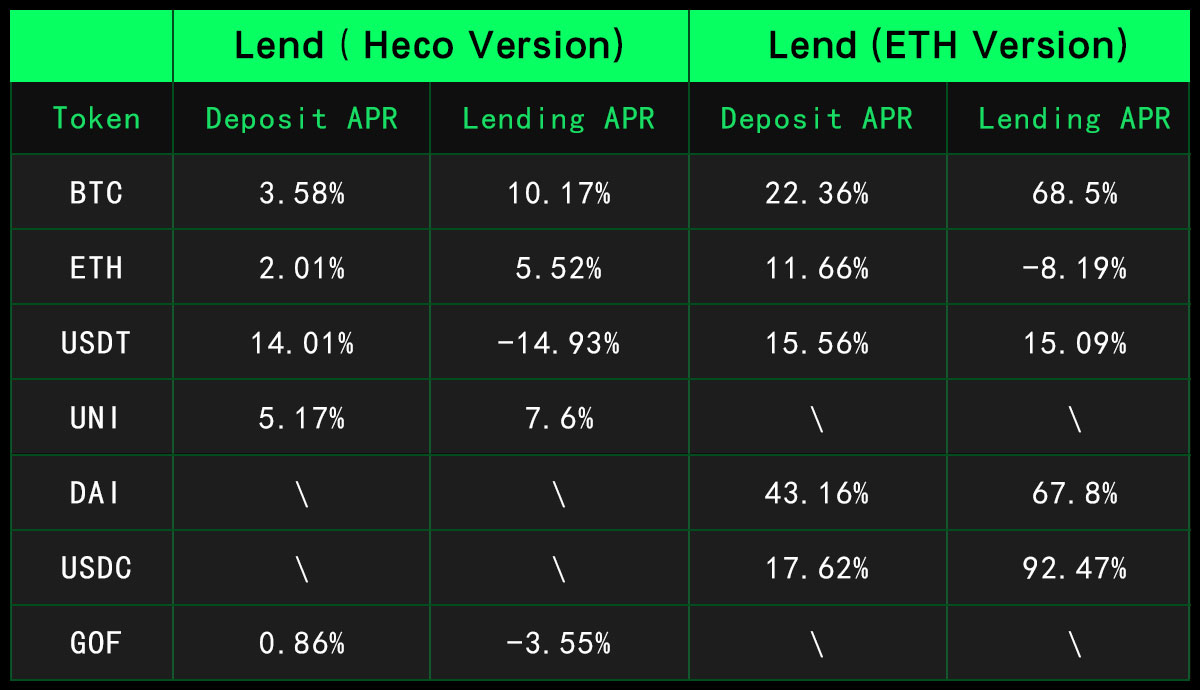 Lend ( Heco Version) Lend (ETH Version)
Token Deposit APR Lending APR Deposit APR Lending APR
BTC 3.58% 10.17% 22.36% 68.5%
ETH 2.01% 5.52% 11.66% -8.19%
USDT 14.01% -14.93% 15.56% 15.09%
UNI 5.17% 7.6% \ \
DAI \ \ 43.16% 67.8%
USDC \ \ 17.62% 92.47%
GOF 0.86% -3.55% \ \